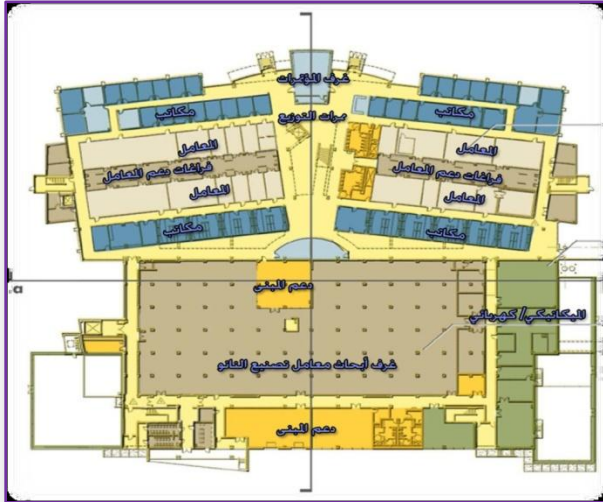 غرف المؤتمرات
مكاتب
مكاتب
ممرات التوزيع
المعامل
المعامل
فراغات دعم المعامل
فراغات دعم المعامل
المعامل
المعامل
مكاتب
مكاتب
دعم المبنى
a
الميكانيكي/ كهربائي
غرف أبحاث معامل تصنيع النانو
دعم المبنى